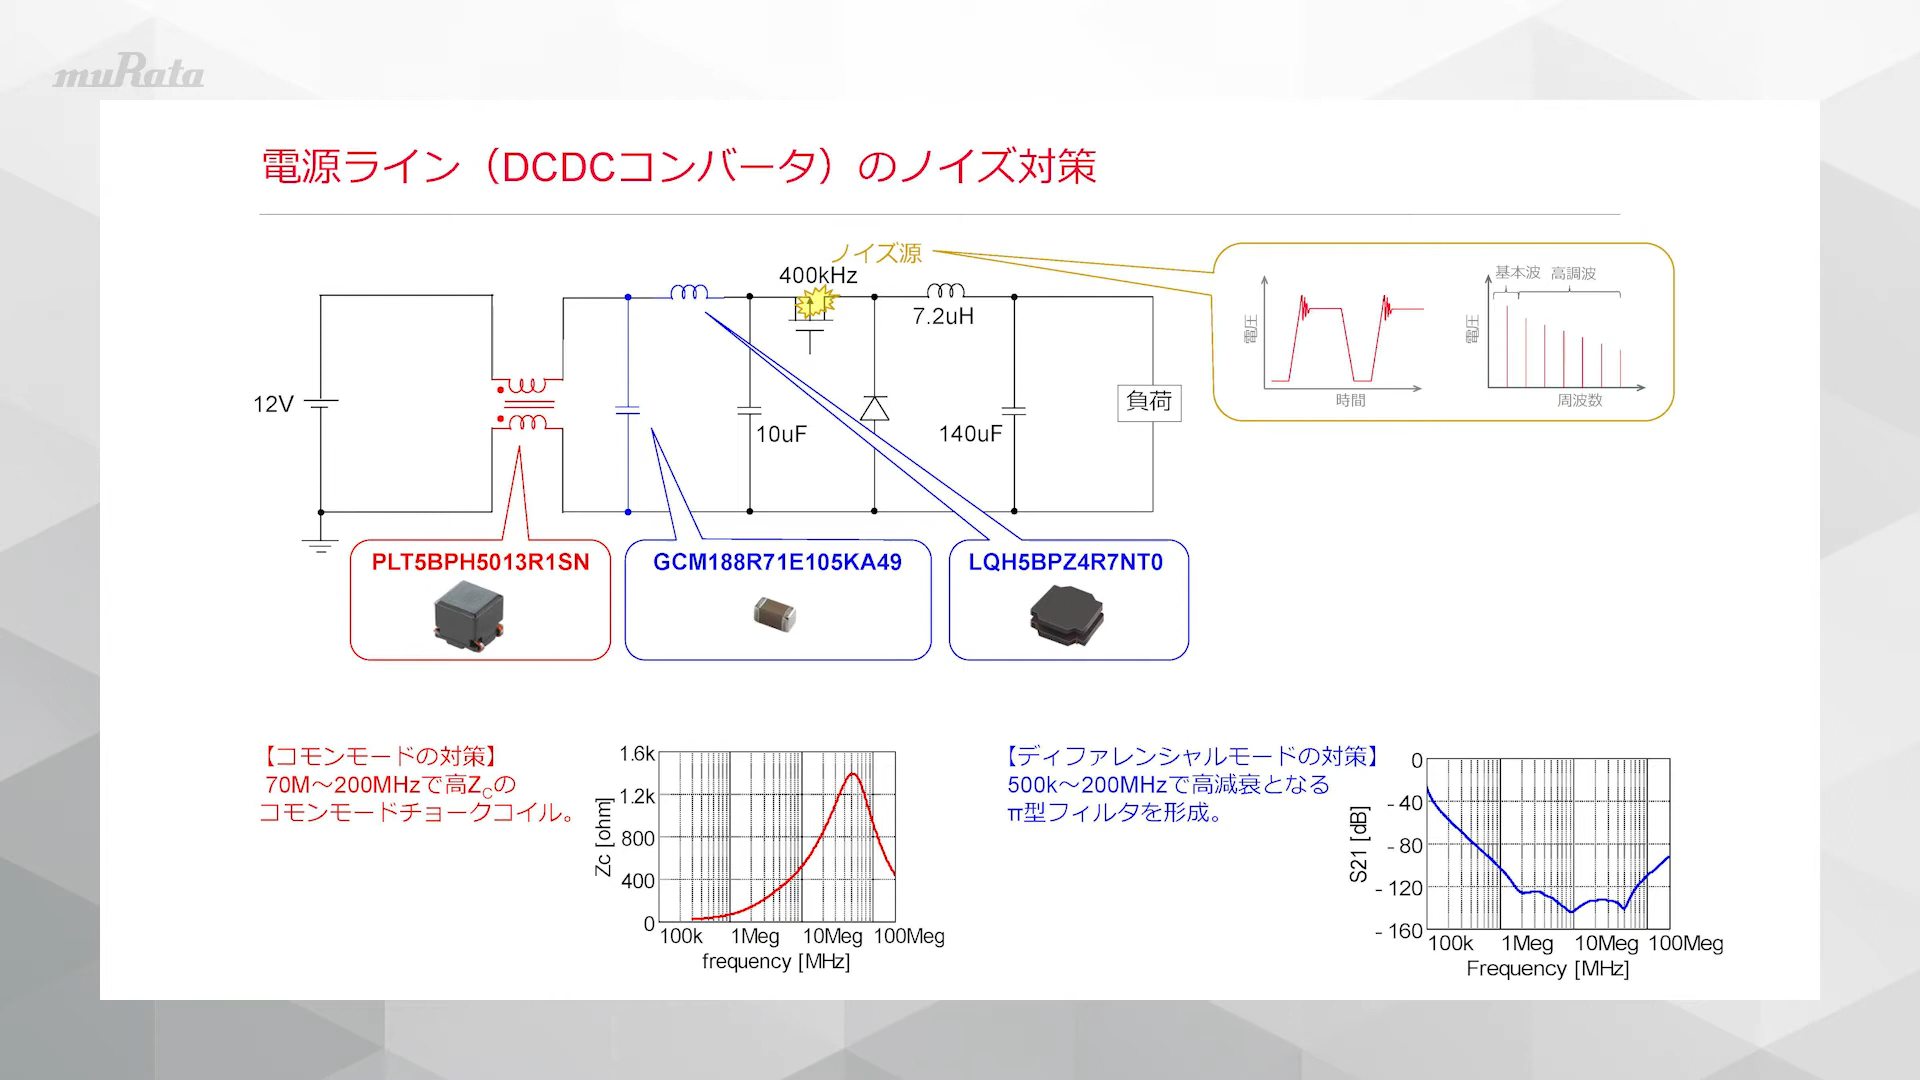 muRata
電源ライン（DCDCコンバータ）のノイズ対策
ノイズ源
400kHz
7.2uH
12V
10uF
140uF
負荷
基本波 高調波
電圧
時間
電圧
周波数
PLT5BPH5013R1SN
GCM188R71E105KA49
LQH5BPZ4R7NT0
【コモンモードの対策】
70M～200MHzで高ZCの
コモンモードチョークコイル。
1.6k
1.2k
800
400
0
Zc [ohm]
100k 1Meg 10Meg 100Meg
frequency [MHz]
【ディファレンシャルモードの対策】
500k～200MHzで高減衰となる
π型フィルタを形成。
0
- 40
- 80
- 120
- 160
S21 [dB]
100k 1Meg 10Meg 100Meg
Frequency [MHz]